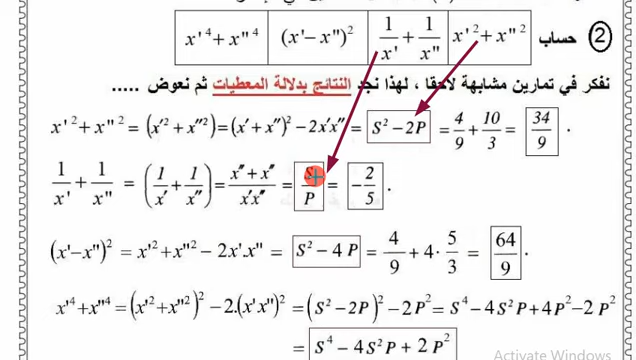 ② حساب x'² + x"² | 1/x' + 1/x" | (x' − x")² | x'⁴ + x"⁴
نفكر في تمارين مشابهة لاحقا ، لهذا نجد النتائج بدلالة المعطيات ثم نعوض .....
x'² + x"² = (x'² + x"²) = (x' + x")² − 2x'x" = S² − 2P = 4/9 + 10/3 = 34/9 .
1/x' + 1/x" = (1/x' + 1/x") = (x" + x")/(x'x") = S/P = −2/5 .
(x' − x")² = x'² + x"² − 2x'.x" = S² − 4P = 4/9 + 4·5/3 = 64/9 .
x'⁴ + x"⁴ = (x'² + x"²)² − 2.(x'x")² = (S² − 2P)² − 2P² = S⁴ − 4S²P + 4P² − 2P²
= S⁴ − 4S²P + 2P²
Activate Windows